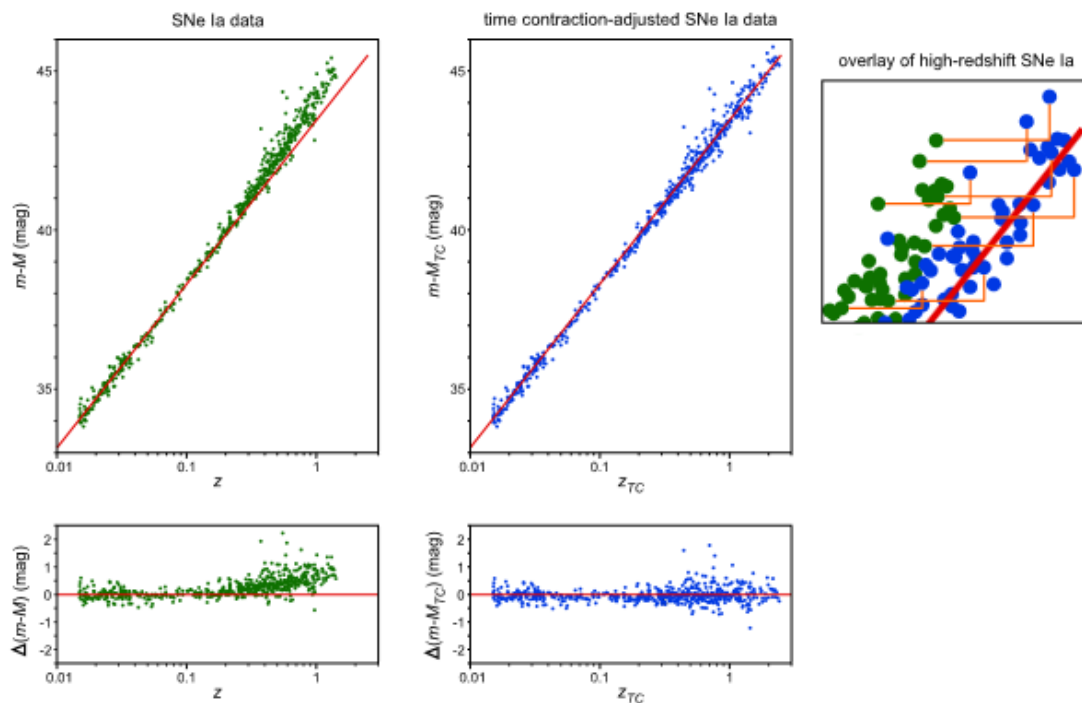 SNe Ia data
time contraction-adjusted SNe Ia data
overlay of high-redshift SNe Ia
45
40
35
m-M (mag)
0.01
0.1
1
z
45
40
35
m-M_TC (mag)
0.01
0.1
1
z_TC
2
1
0
-1
-2
Δ(m-M) (mag)
0.01
0.1
1
z
2
1
0
-1
-2
Δ(m-M_TC) (mag)
0.01
0.1
1
z_TC